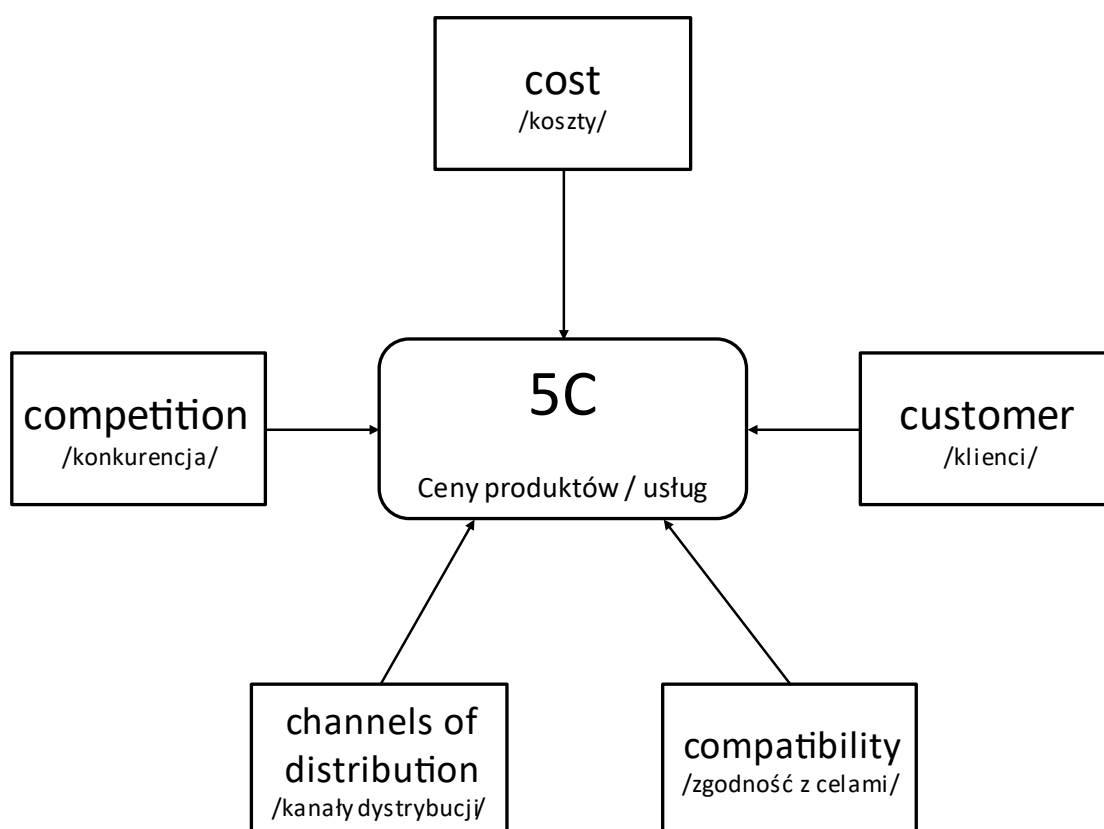 cost
/koszty/
competition
/konkurencja/
5C
Ceny produktów / usług
customer
/klienci/
channels of
distribution
/kanały dystrybucji/
compatibility
/zgodność z celami/